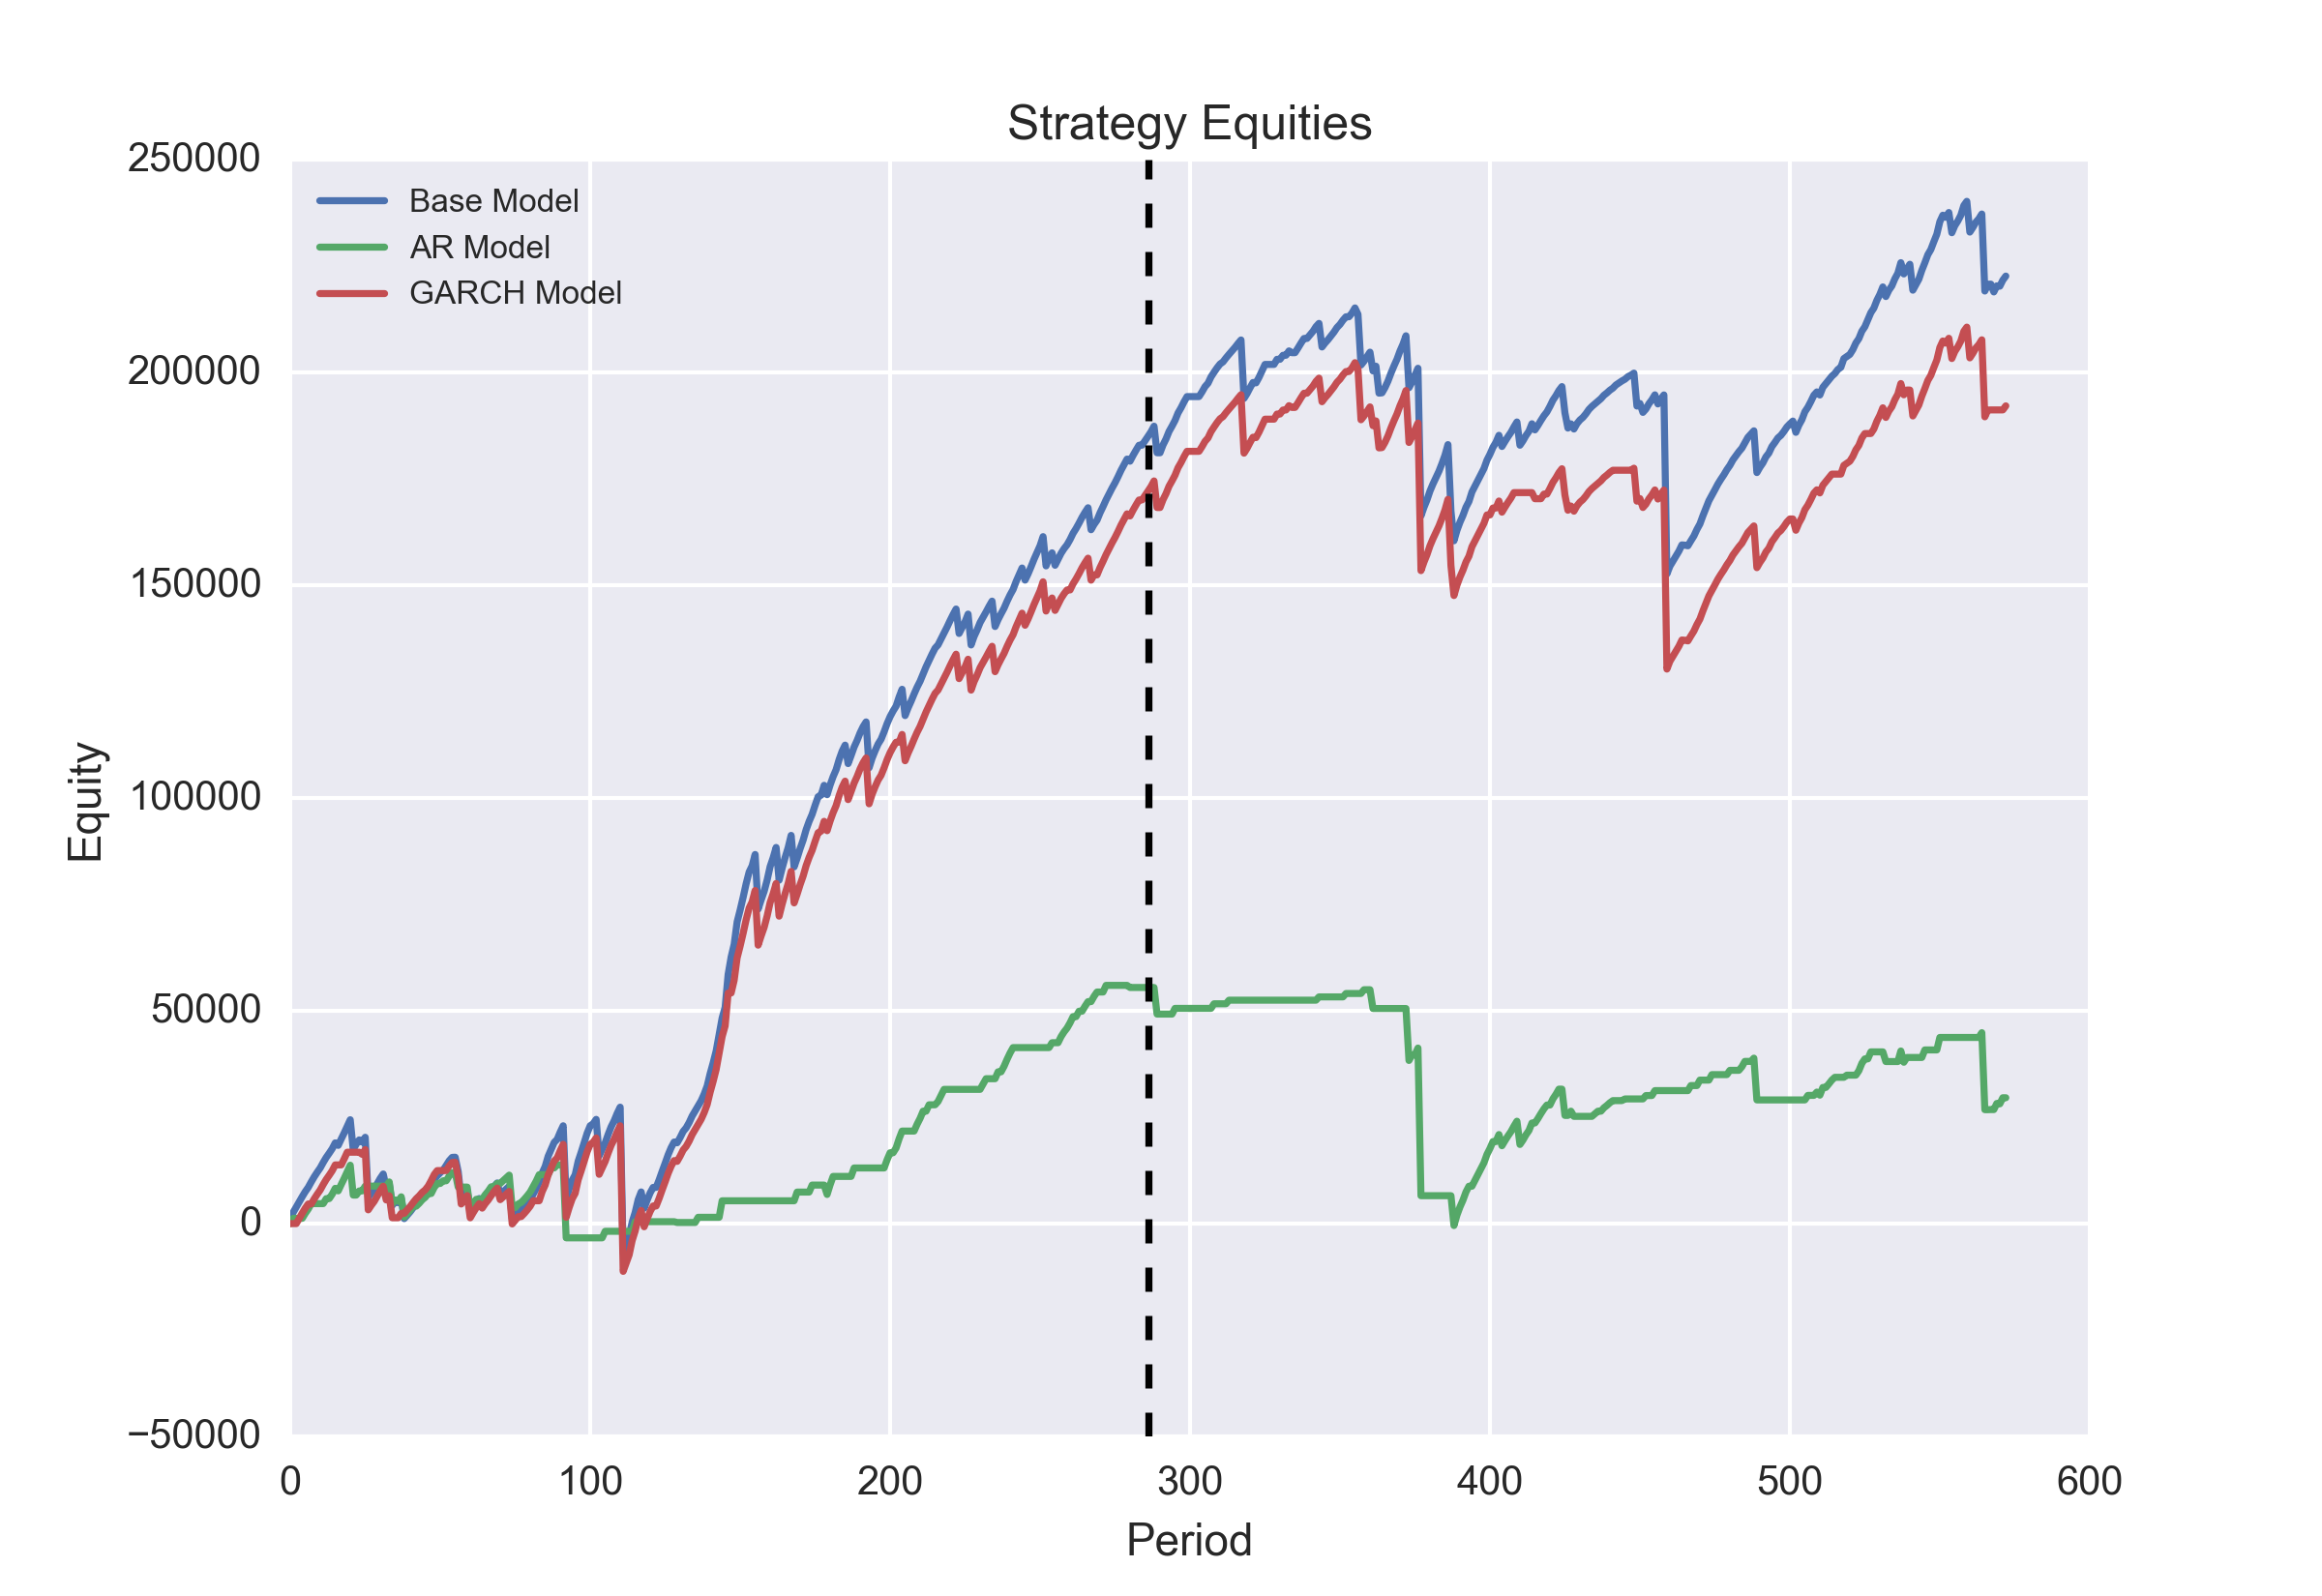 Strategy Equities
250000
200000
150000
100000
50000
0
−50000
Equity
Base Model
AR Model
GARCH Model
0 100 200 300 400 500 600
Period